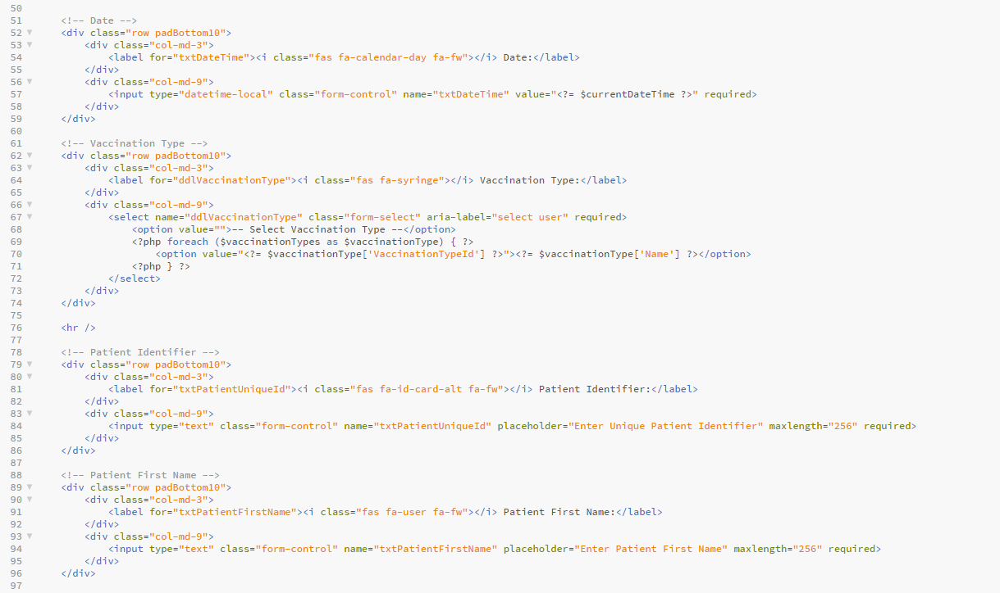 50
51 <!-- Date -->
52 <div class="row padBottom10">
53 <div class="col-md-3">
54 <label for="txtDateTime"><i class="fas fa-calendar-day fa-fw"></i> Date:</label>
55 </div>
56 <div class="col-md-9">
57 <input type="datetime-local" class="form-control" name="txtDateTime" value="<?= $currentDateTime ?>" required>
58 </div>
59 </div>
60
61 <!-- Vaccination Type -->
62 <div class="row padBottom10">
63 <div class="col-md-3">
64 <label for="ddlVaccinationType"><i class="fas fa-syringe"></i> Vaccination Type:</label>
65 </div>
66 <div class="col-md-9">
67 <select name="ddlVaccinationType" class="form-select" aria-label="select user" required>
68 <option value="">-- Select Vaccination Type --</option>
69 <?php foreach ($vaccinationTypes as $vaccinationType) { ?>
70 <option value="<?= $vaccinationType['VaccinationTypeId'] ?>"><?= $vaccinationType['Name'] ?></option>
71 <?php } ?>
72 </select>
73 </div>
74 </div>
75
76 <hr />
77
78 <!-- Patient Identifier -->
79 <div class="row padBottom10">
80 <div class="col-md-3">
81 <label for="txtPatientUniqueId"><i class="fas fa-id-card-alt fa-fw"></i> Patient Identifier:</label>
82 </div>
83 <div class="col-md-9">
84 <input type="text" class="form-control" name="txtPatientUniqueId" placeholder="Enter Unique Patient Identifier" maxlength="256" required>
85 </div>
86 </div>
87
88 <!-- Patient First Name -->
89 <div class="row padBottom10">
90 <div class="col-md-3">
91 <label for="txtPatientFirstName"><i class="fas fa-user fa-fw"></i> Patient First Name:</label>
92 </div>
93 <div class="col-md-9">
94 <input type="text" class="form-control" name="txtPatientFirstName" placeholder="Enter Patient First Name" maxlength="256" required>
95 </div>
96 </div>
97